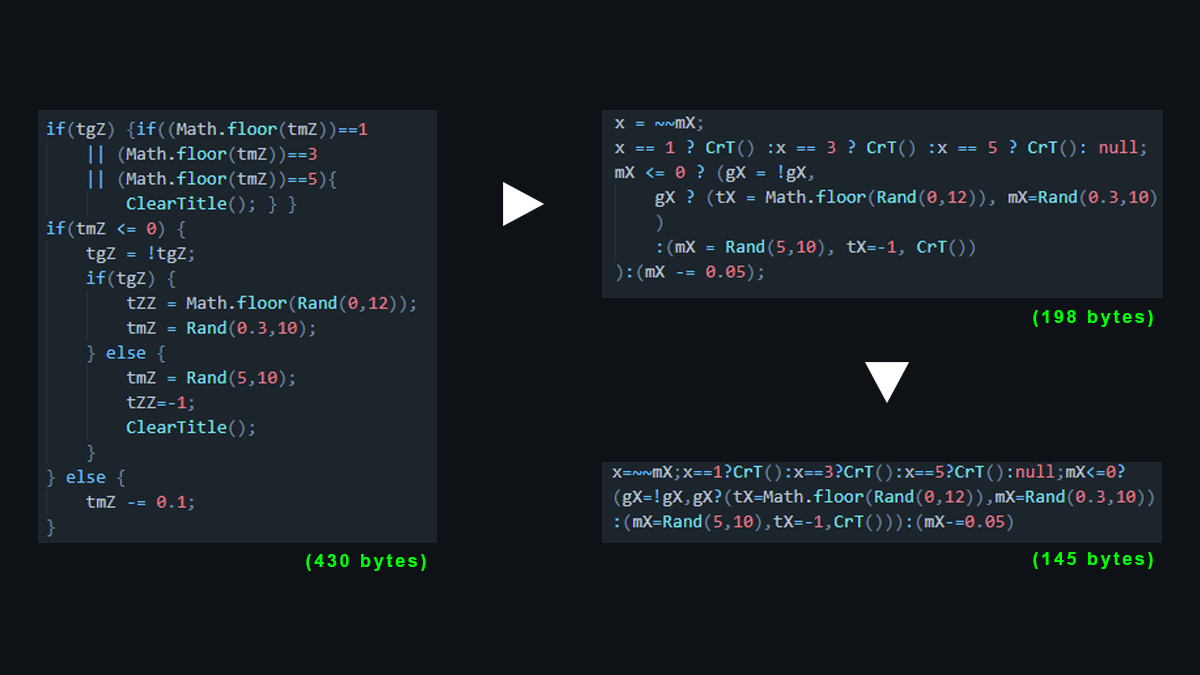 if(tgZ) {if((Math.floor(tmZ))==1
    || (Math.floor(tmZ))==3
    || (Math.floor(tmZ))==5){
        ClearTitle(); } }
if(tmZ <= 0) {
    tgZ = !tgZ;
    if(tgZ) {
        tZZ = Math.floor(Rand(0,12));
        tmZ = Rand(0.3,10);
    } else {
        tmZ = Rand(5,10);
        tZZ=-1;
        ClearTitle();
    }
} else {
    tmZ -= 0.1;
}
(430 bytes)
x = ~~mX;
x == 1 ? CrT() :x == 3 ? CrT() :x == 5 ? CrT(): null;
mX <= 0 ? (gX = !gX,
    gX ? (tX = Math.floor(Rand(0,12)), mX=Rand(0.3,10)
    )
    :(mX = Rand(5,10), tX=-1, CrT())
):(mX -= 0.05);
(198 bytes)
x=~~mX;x==1?CrT():x==3?CrT():x==5?CrT():null;mX<=0?
(gX=!gX,gX?(tX=Math.floor(Rand(0,12)),mX=Rand(0.3,10))
:(mX=Rand(5,10),tX=-1,CrT())):(mX-=0.05)
(145 bytes)